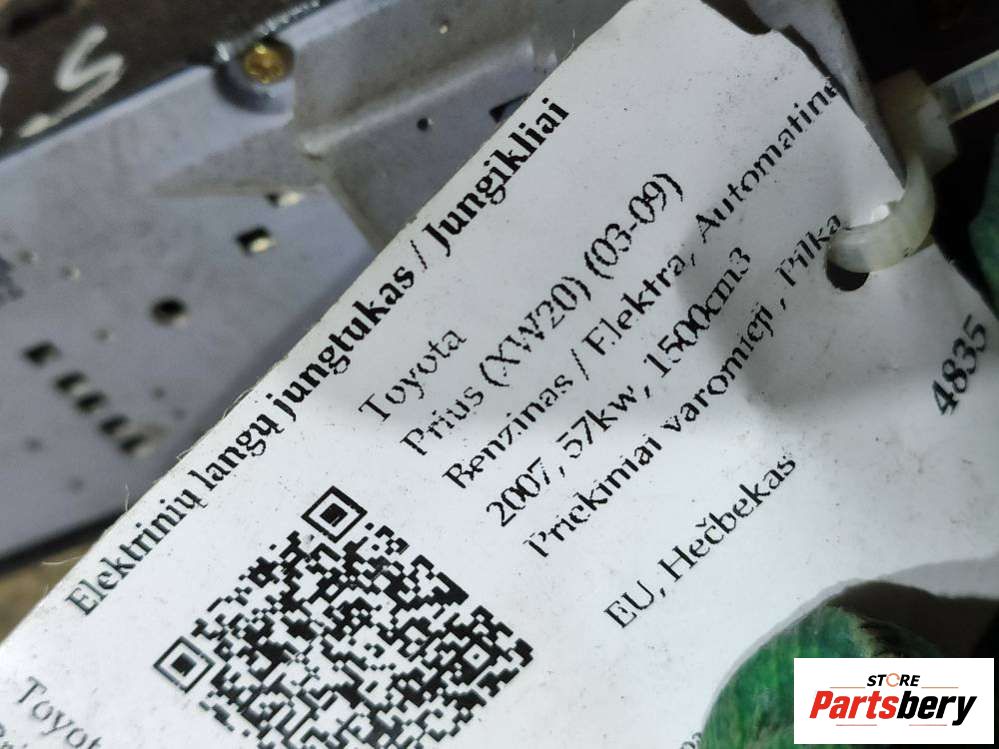 Elektrinių langų jungtukas / Jungikliai
Toyota
Prius (XW20) (03-09)
Benzinas / Elektra, Automatinė
2007, 57kw, 1500cm3
Priekiniai varomieji, Pilka
EU, Hečbekas
4835
STORE
Partsbery